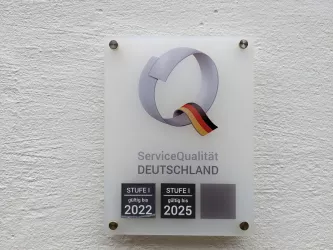 ServiceQualität
DEUTSCHLAND
STUFE I
gültig bis
2022
STUFE I
gültig bis
2025